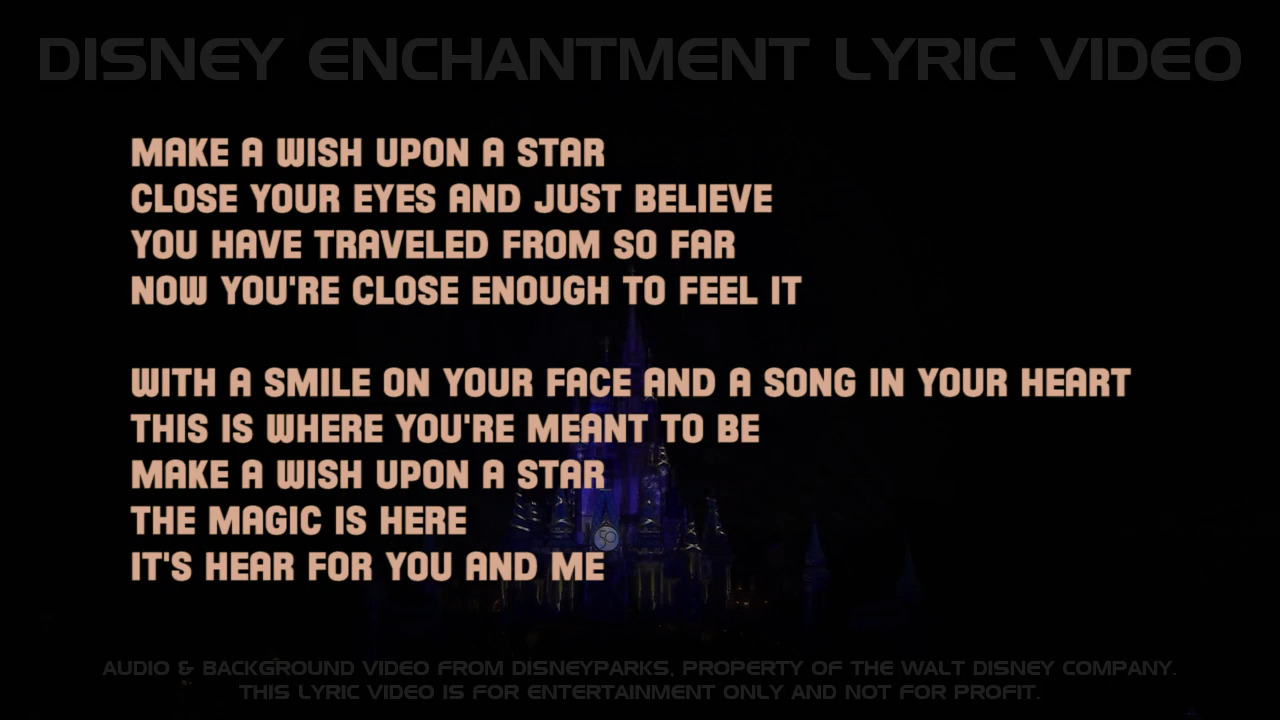 DISNEY ENCHANTMENT LYRIC VIDEO
MAKE A WISH UPON A STAR
CLOSE YOUR EYES AND JUST BELIEVE
YOU HAVE TRAVELED FROM SO FAR
NOW YOU'RE CLOSE ENOUGH TO FEEL IT
WITH A SMILE ON YOUR FACE AND A SONG IN YOUR HEART
THIS IS WHERE YOU'RE MEANT TO BE
MAKE A WISH UPON A STAR
THE MAGIC IS HERE
50
IT'S HEAR FOR YOU AND ME
AUDIO & BACKGROUND VIDEO FROM DISNEYPARKS, PROPERTY OF THE WALT DISNEY COMPANY.
THIS LYRIC VIDEO IS FOR ENTERTAINMENT ONLY AND NOT FOR PROFIT.